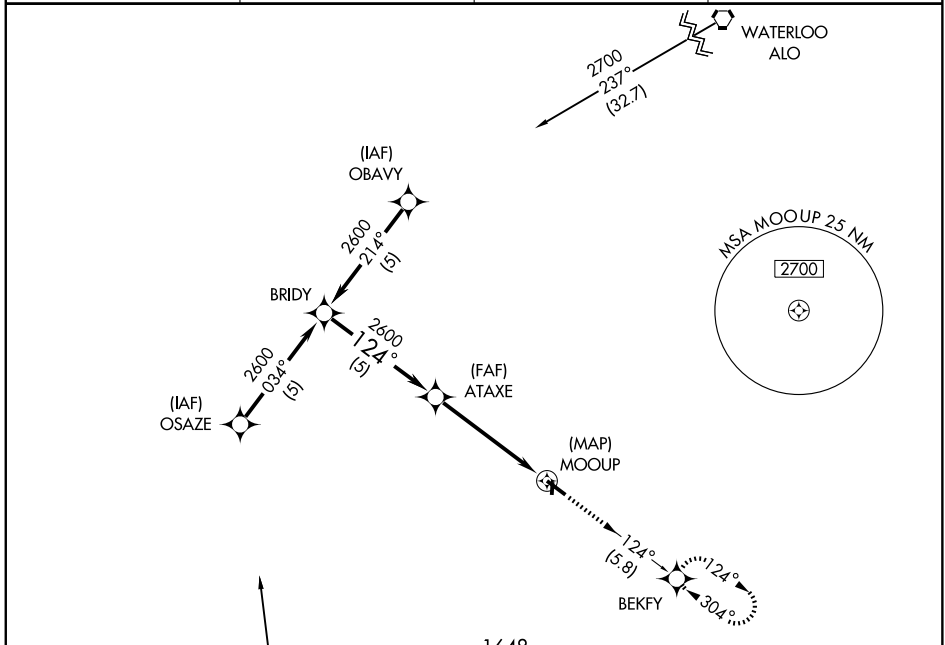 WATERLOO
ALO
2700
237°
(32.7)
(IAF)
OBAVY
2600
214°
(5)
MSA MOOUP 25 NM
2700
BRIDY
2600
124°
(5)
2600
034°
(5)
(FAF)
ATAXE
(IAF)
OSAZE
(MAP)
MOOUP
124°
(5.8)
124°
304°
BEKFY